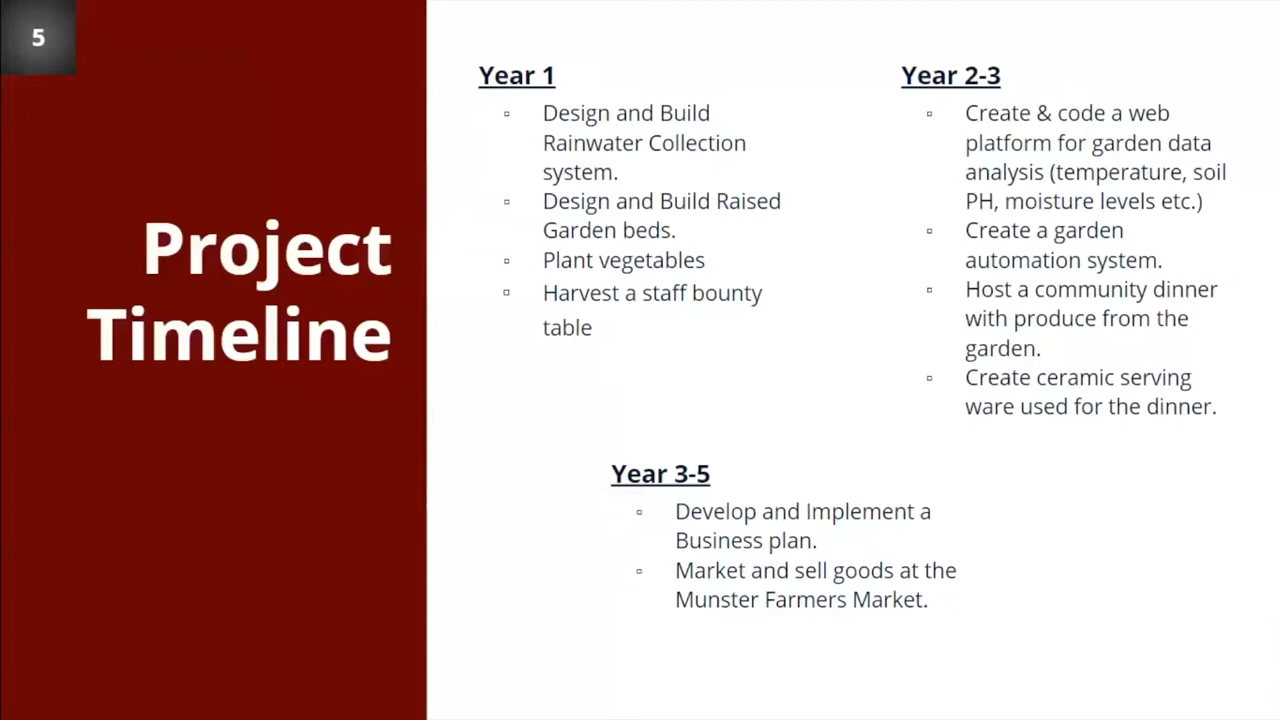 5
Project
Timeline
Year 1
▫ Design and Build
Rainwater Collection
system.
▫ Design and Build Raised
Garden beds.
▫ Plant vegetables
▫ Harvest a staff bounty
table
Year 2-3
▫ Create & code a web
platform for garden data
analysis (temperature, soil
PH, moisture levels etc.)
▫ Create a garden
automation system.
▫ Host a community dinner
with produce from the
garden.
▫ Create ceramic serving
ware used for the dinner.
Year 3-5
▫ Develop and Implement a
Business plan.
▫ Market and sell goods at the
Munster Farmers Market.